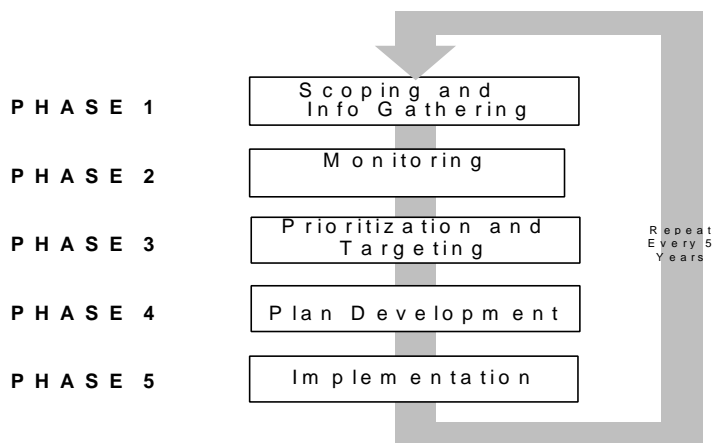 PHASE 1
Scoping and
Info Gathering
PHASE 2
Monitoring
PHASE 3
Prioritization and
Targeting
PHASE 4
Plan Development
PHASE 5
Implementation
Repeat
Every 5
Years